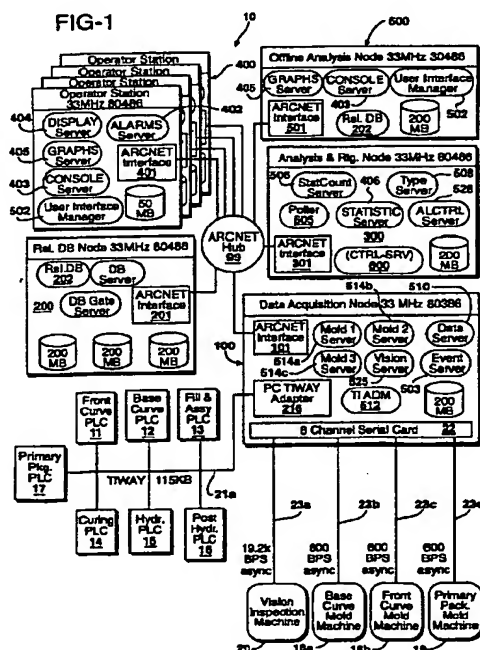 FIG-1
10
500
Operator Station
Operator Station
Operator Station
Operator Station
33MHz 80486
400
402
404
DISPLAY Server
ALARMS Server
405
GRAPHS Server
ARCNET Interface
401
403
CONSOLE Server
502
User Interface Manager
50 MB
Offline Analysis Node 33MHz 30486
GRAPHS Server
CONSOLE Server
User Interface Manager
405
403
502
ARCNET Interface
501
Rel. DB
202
200 MB
Analysis & Rtg. Node 33MHz 80486
506
StatCount Server
406
Type Server
508
Poller
505
STATISTIC Server
300
ALCTRL Server
526
ARCNET Interface
301
(CTRL-SRV)
600
200 MB
ARCNET Hub
99
Rel. DB Node 33MHz 80486
Rel.DB
202
DB Server
200
DB Gate Server
ARCNET Interface
201
200 MB
200 MB
200 MB
514b
510
Data Acquisition Node 33 MHz 80386
100
ARCNET Interface
101
514a
514c
Mold 1 Server
Mold 2 Server
Data Server
Mold 3 Server
Vision Server
Event Server
525
503
PC TIWAY Adapter
216
TI ADM
512
200 MB
8 Channel Serial Card 22
Front Curve PLC
11
Base Curve PLC
12
Fill & Assy PLC
13
Primary Pkg. PLC
17
TIWAY 115KB
21a
Curing PLC
14
Hydr. PLC
15
Post Hydr. PLC
16
23a
23b
23c
23d
19.2k BPS async
600 BPS async
600 BPS async
600 BPS async
Vision Inspection Machine
Base Curve Mold Machine
Front Curve Mold Machine
Primary Pack. Mold Machine
20
18a
18b
19